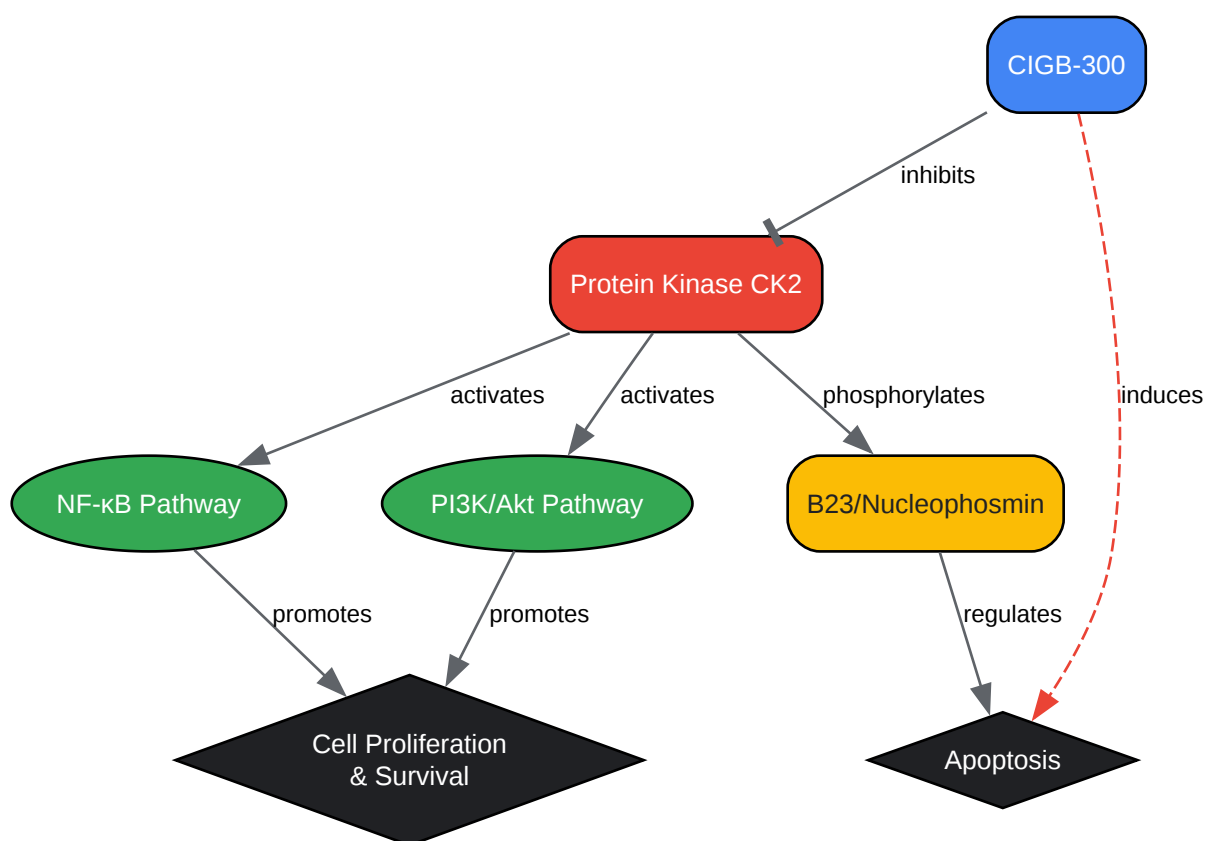 CIGB-300
inhibits
Protein Kinase CK2
activates
activates
phosphorylates
induces
NF-κB Pathway
PI3K/Akt Pathway
B23/Nucleophosmin
promotes
promotes
regulates
Cell Proliferation
& Survival
Apoptosis